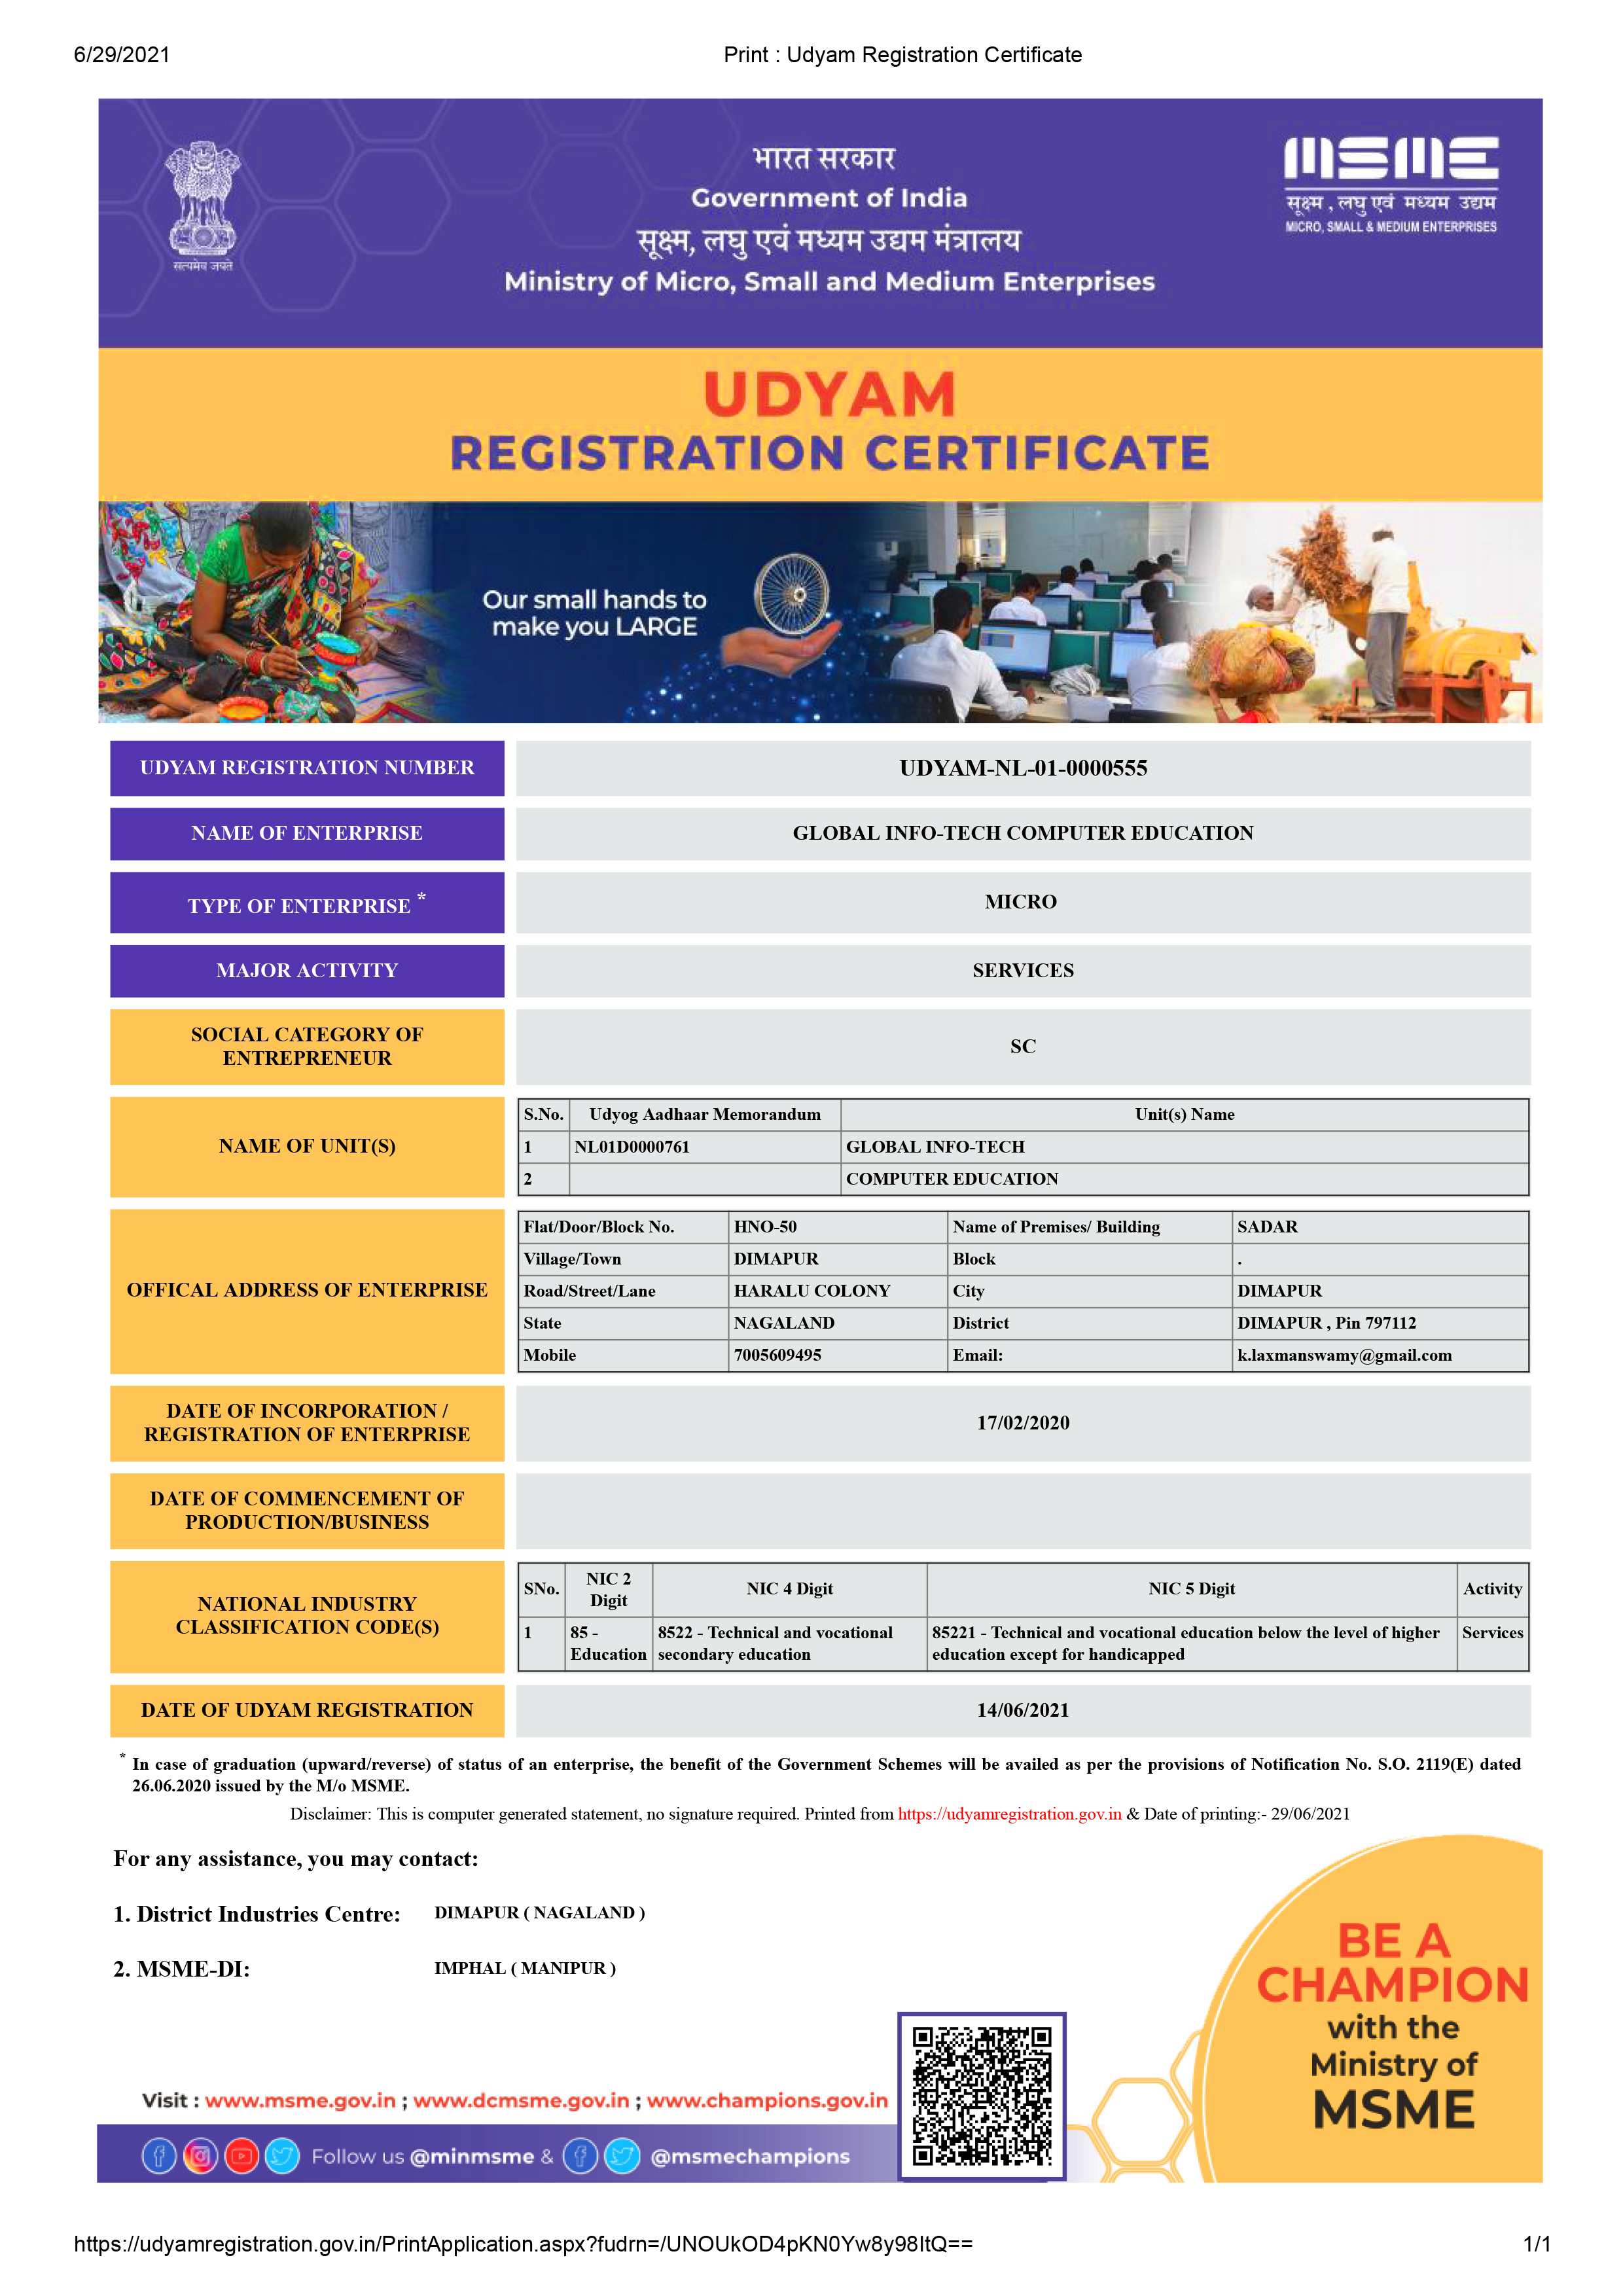 6/29/2021 Print : Udyam Registration Certificate
भारत सरकार
Government of India
सूक्ष्म, लघु एवं मध्यम उद्यम मंत्रालय
Ministry of Micro, Small and Medium Enterprises
सत्यमेव जयते
MSME
सूक्ष्म , लघु एवं मध्यम उद्यम
MICRO, SMALL & MEDIUM ENTERPRISES
UDYAM
REGISTRATION CERTIFICATE
Our small hands to
make you LARGE
UDYAM REGISTRATION NUMBER UDYAM-NL-01-0000555
NAME OF ENTERPRISE GLOBAL INFO-TECH COMPUTER EDUCATION
TYPE OF ENTERPRISE * MICRO
MAJOR ACTIVITY SERVICES
SOCIAL CATEGORY OF
ENTREPRENEUR
SC
NAME OF UNIT(S)
S.No. Udyog Aadhaar Memorandum Unit(s) Name
1 NL01D0000761 GLOBAL INFO-TECH
2 COMPUTER EDUCATION
OFFICAL ADDRESS OF ENTERPRISE
Flat/Door/Block No. HNO-50 Name of Premises/ Building SADAR
Village/Town DIMAPUR Block .
Road/Street/Lane HARALU COLONY City DIMAPUR
State NAGALAND District DIMAPUR , Pin 797112
Mobile 7005609495 Email: k.laxmanswamy@gmail.com
DATE OF INCORPORATION /
REGISTRATION OF ENTERPRISE
17/02/2020
DATE OF COMMENCEMENT OF
PRODUCTION/BUSINESS
NATIONAL INDUSTRY
CLASSIFICATION CODE(S)
SNo. NIC 2 Digit NIC 4 Digit NIC 5 Digit Activity
1 85 - Education 8522 - Technical and vocational secondary education 85221 - Technical and vocational education below the level of higher education except for handicapped Services
DATE OF UDYAM REGISTRATION 14/06/2021
* In case of graduation (upward/reverse) of status of an enterprise, the benefit of the Government Schemes will be availed as per the provisions of Notification No. S.O. 2119(E) dated
26.06.2020 issued by the M/o MSME.
Disclaimer: This is computer generated statement, no signature required. Printed from https://udyamregistration.gov.in & Date of printing:- 29/06/2021
For any assistance, you may contact:
1. District Industries Centre: DIMAPUR ( NAGALAND )
2. MSME-DI: IMPHAL ( MANIPUR )
BE A
CHAMPION
with the
Ministry of
MSME
Visit : www.msme.gov.in ; www.dcmsme.gov.in ; www.champions.gov.in
Follow us @minmsme & @msmechampions
https://udyamregistration.gov.in/PrintApplication.aspx?fudrn=/UNOUkOD4pKN0Yw8y98ItQ== 1/1